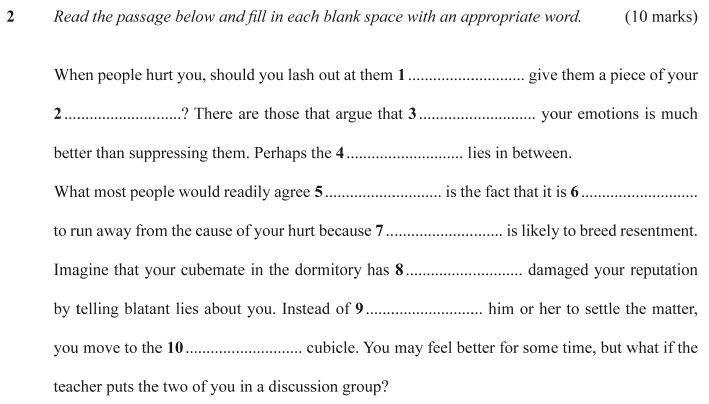 2 Read the passage below and fill in each blank space with an appropriate word. (10 marks)
When people hurt you, should you lash out at them 1........................... give them a piece of your
2...........................? There are those that argue that 3........................... your emotions is much
better than suppressing them. Perhaps the 4........................... lies in between.
What most people would readily agree 5........................... is the fact that it is 6...........................
to run away from the cause of your hurt because 7........................... is likely to breed resentment.
Imagine that your cubemate in the dormitory has 8........................... damaged your reputation
by telling blatant lies about you. Instead of 9........................... him or her to settle the matter,
you move to the 10........................... cubicle. You may feel better for some time, but what if the
teacher puts the two of you in a discussion group?